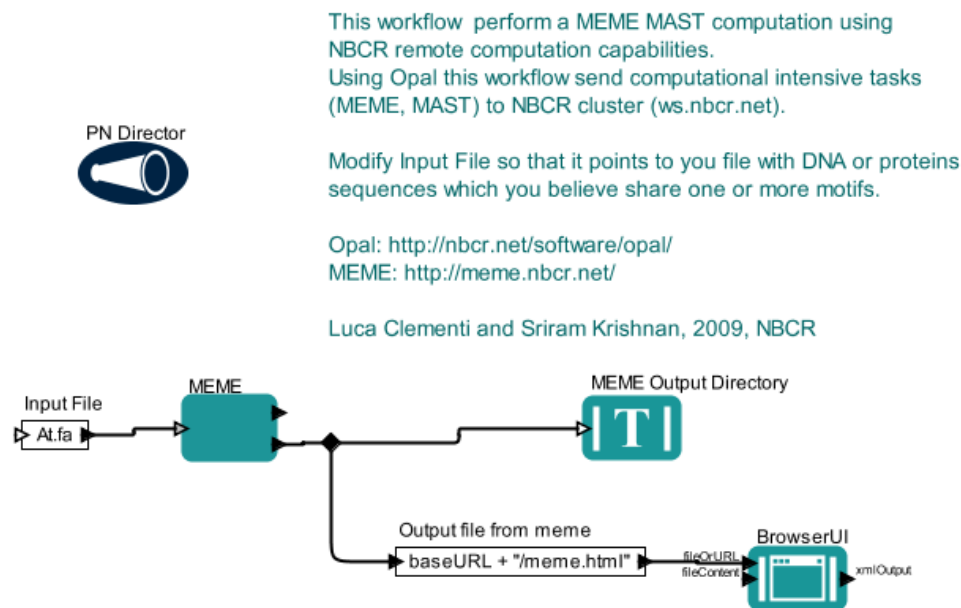 This workflow perform a MEME MAST computation using
NBCR remote computation capabilities.
Using Opal this workflow send computational intensive tasks
(MEME, MAST) to NBCR cluster (ws.nbcr.net).
PN Director
Modify Input File so that it points to you file with DNA or proteins
sequences which you believe share one or more motifs.
Opal: http://nbcr.net/software/opal/
MEME: http://meme.nbcr.net/
Luca Clementi and Sriram Krishnan, 2009, NBCR
MEME Output Directory
MEME
Input File
At.fa
T
Output file from meme
BrowserUI
baseURL + "/meme.html"
fileOrURL
fileContent
xmlOutput